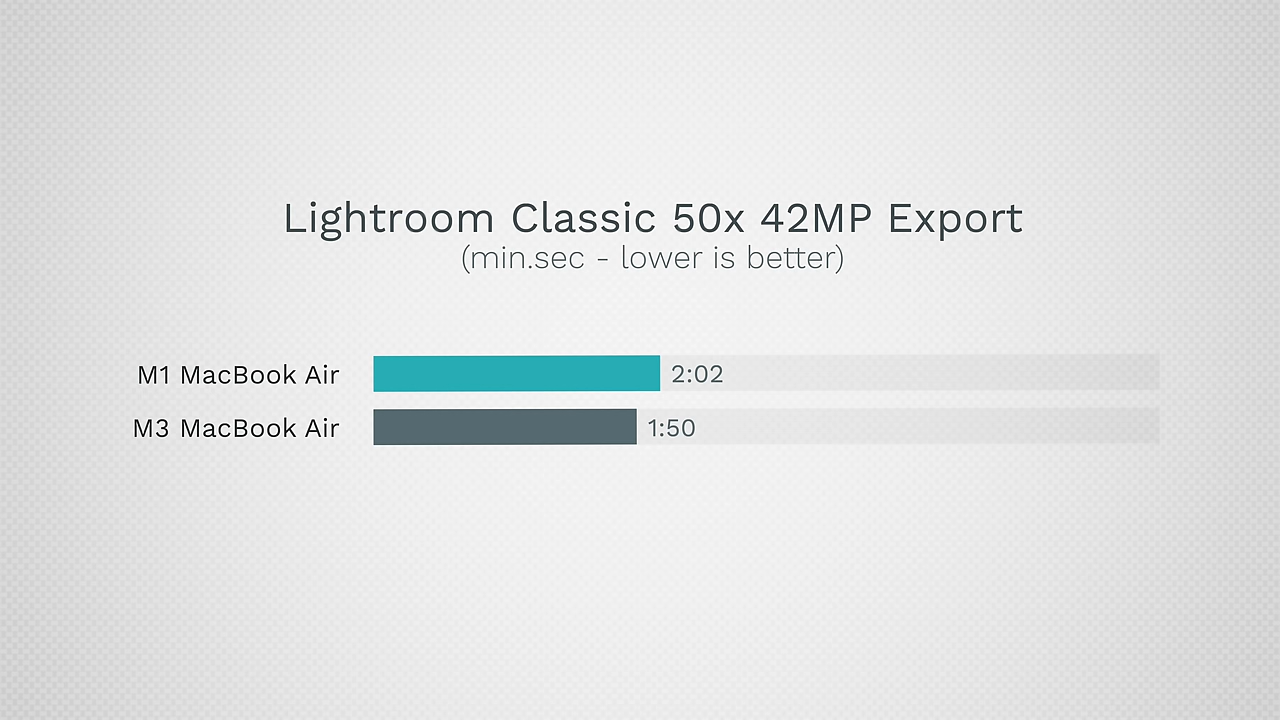 Lightroom Classic 50x 42MP Export
(min.sec - lower is better)
M1 MacBook Air 2:02
M3 MacBook Air 1:50